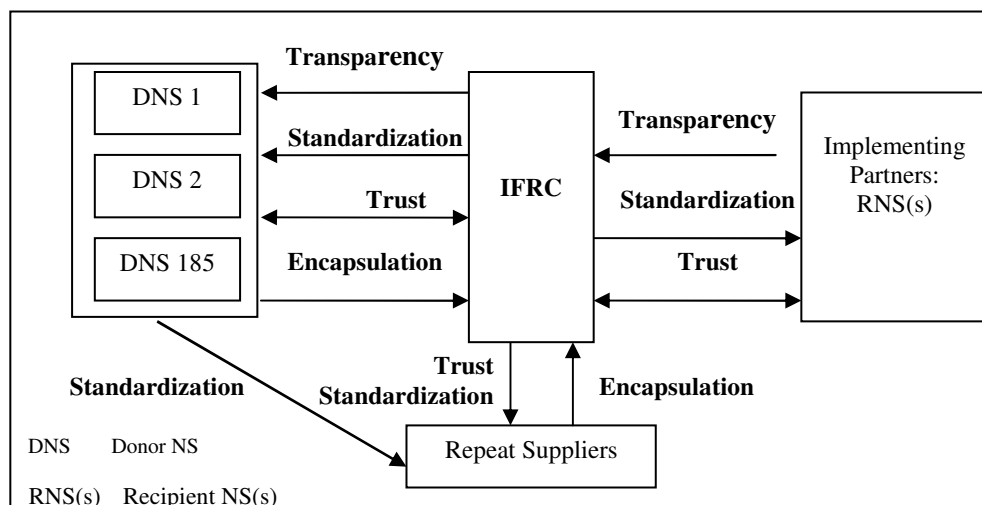 Transparency
DNS 1
Standardization
DNS 2
Trust
DNS 185
Encapsulation
IFRC
Transparency
Standardization
Trust
Implementing
Partners:
RNS(s)
Standardization
Trust
Standardization
Encapsulation
Repeat Suppliers
DNS Donor NS
RNS(s) Recipient NS(s)